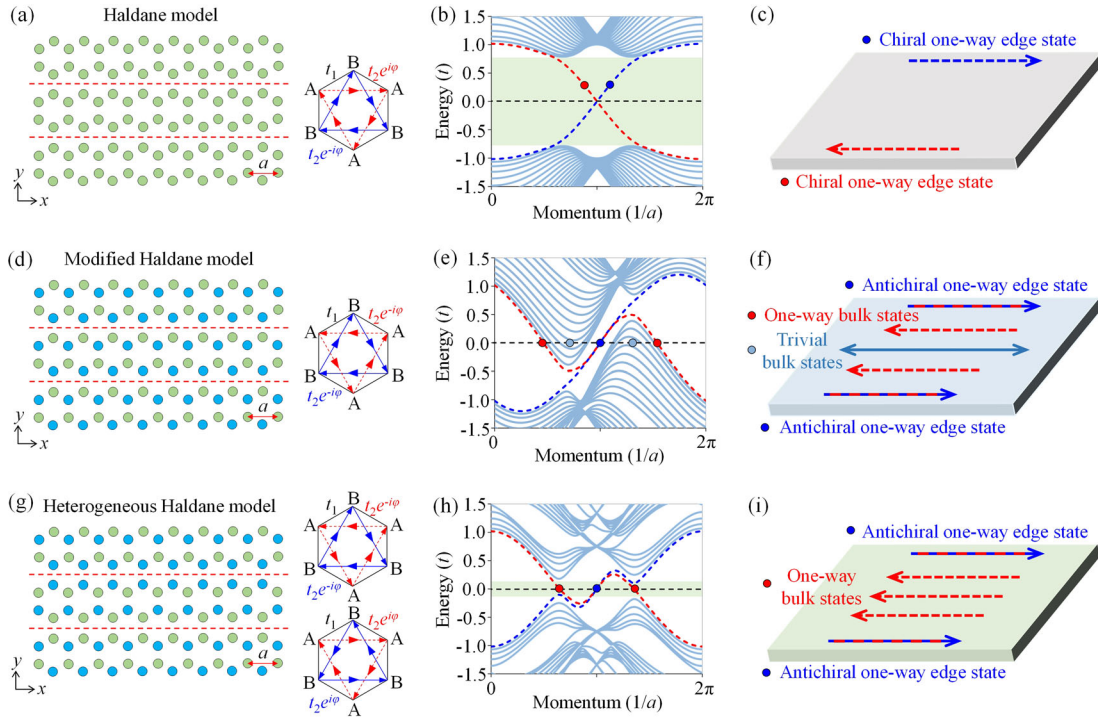 (a)
Haldane model
a
y
x
B
t₁
t₂e^{iφ}
A
A
B
B
t₂e^{-iφ}
A
(b)
Energy (t)
1.5
1.0
0.5
0.0
-0.5
-1.0
-1.5
0
2π
Momentum (1/a)
(c)
Chiral one-way edge state
Chiral one-way edge state
(d)
Modified Haldane model
a
y
x
B
t₁
t₂e^{-iφ}
A
A
B
B
t₂e^{-iφ}
A
(e)
Energy (t)
1.5
1.0
0.5
0.0
-0.5
-1.0
-1.5
0
2π
Momentum (1/a)
(f)
Antichiral one-way edge state
One-way bulk states
Trivial
bulk states
Antichiral one-way edge state
(g)
Heterogeneous Haldane model
a
y
x
B
t₁
t₂e^{-iφ}
A
A
B
B
t₂e^{-iφ}
A
B
t₁
t₂e^{iφ}
A
A
B
B
t₂e^{iφ}
A
(h)
Energy (t)
1.5
1.0
0.5
0.0
-0.5
-1.0
-1.5
0
2π
Momentum (1/a)
(i)
Antichiral one-way edge state
One-way
bulk states
Antichiral one-way edge state